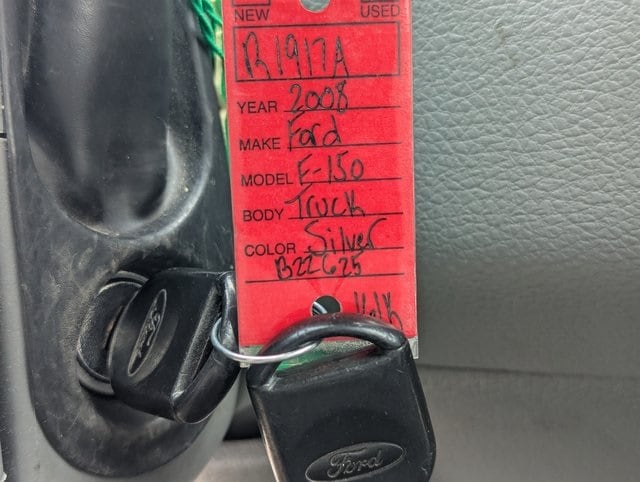 NEW USED
B1917A
YEAR 2008
MAKE Ford
MODEL F-150
BODY Truck
COLOR Silver
B22625
Ford
Ford